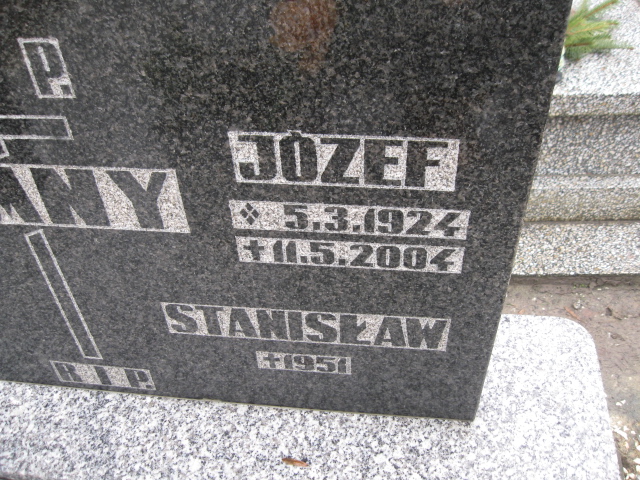 P.
JÓZEF
5.3.1924
✝11.5.2004
STANISŁAW
✝1951
R.I.P.